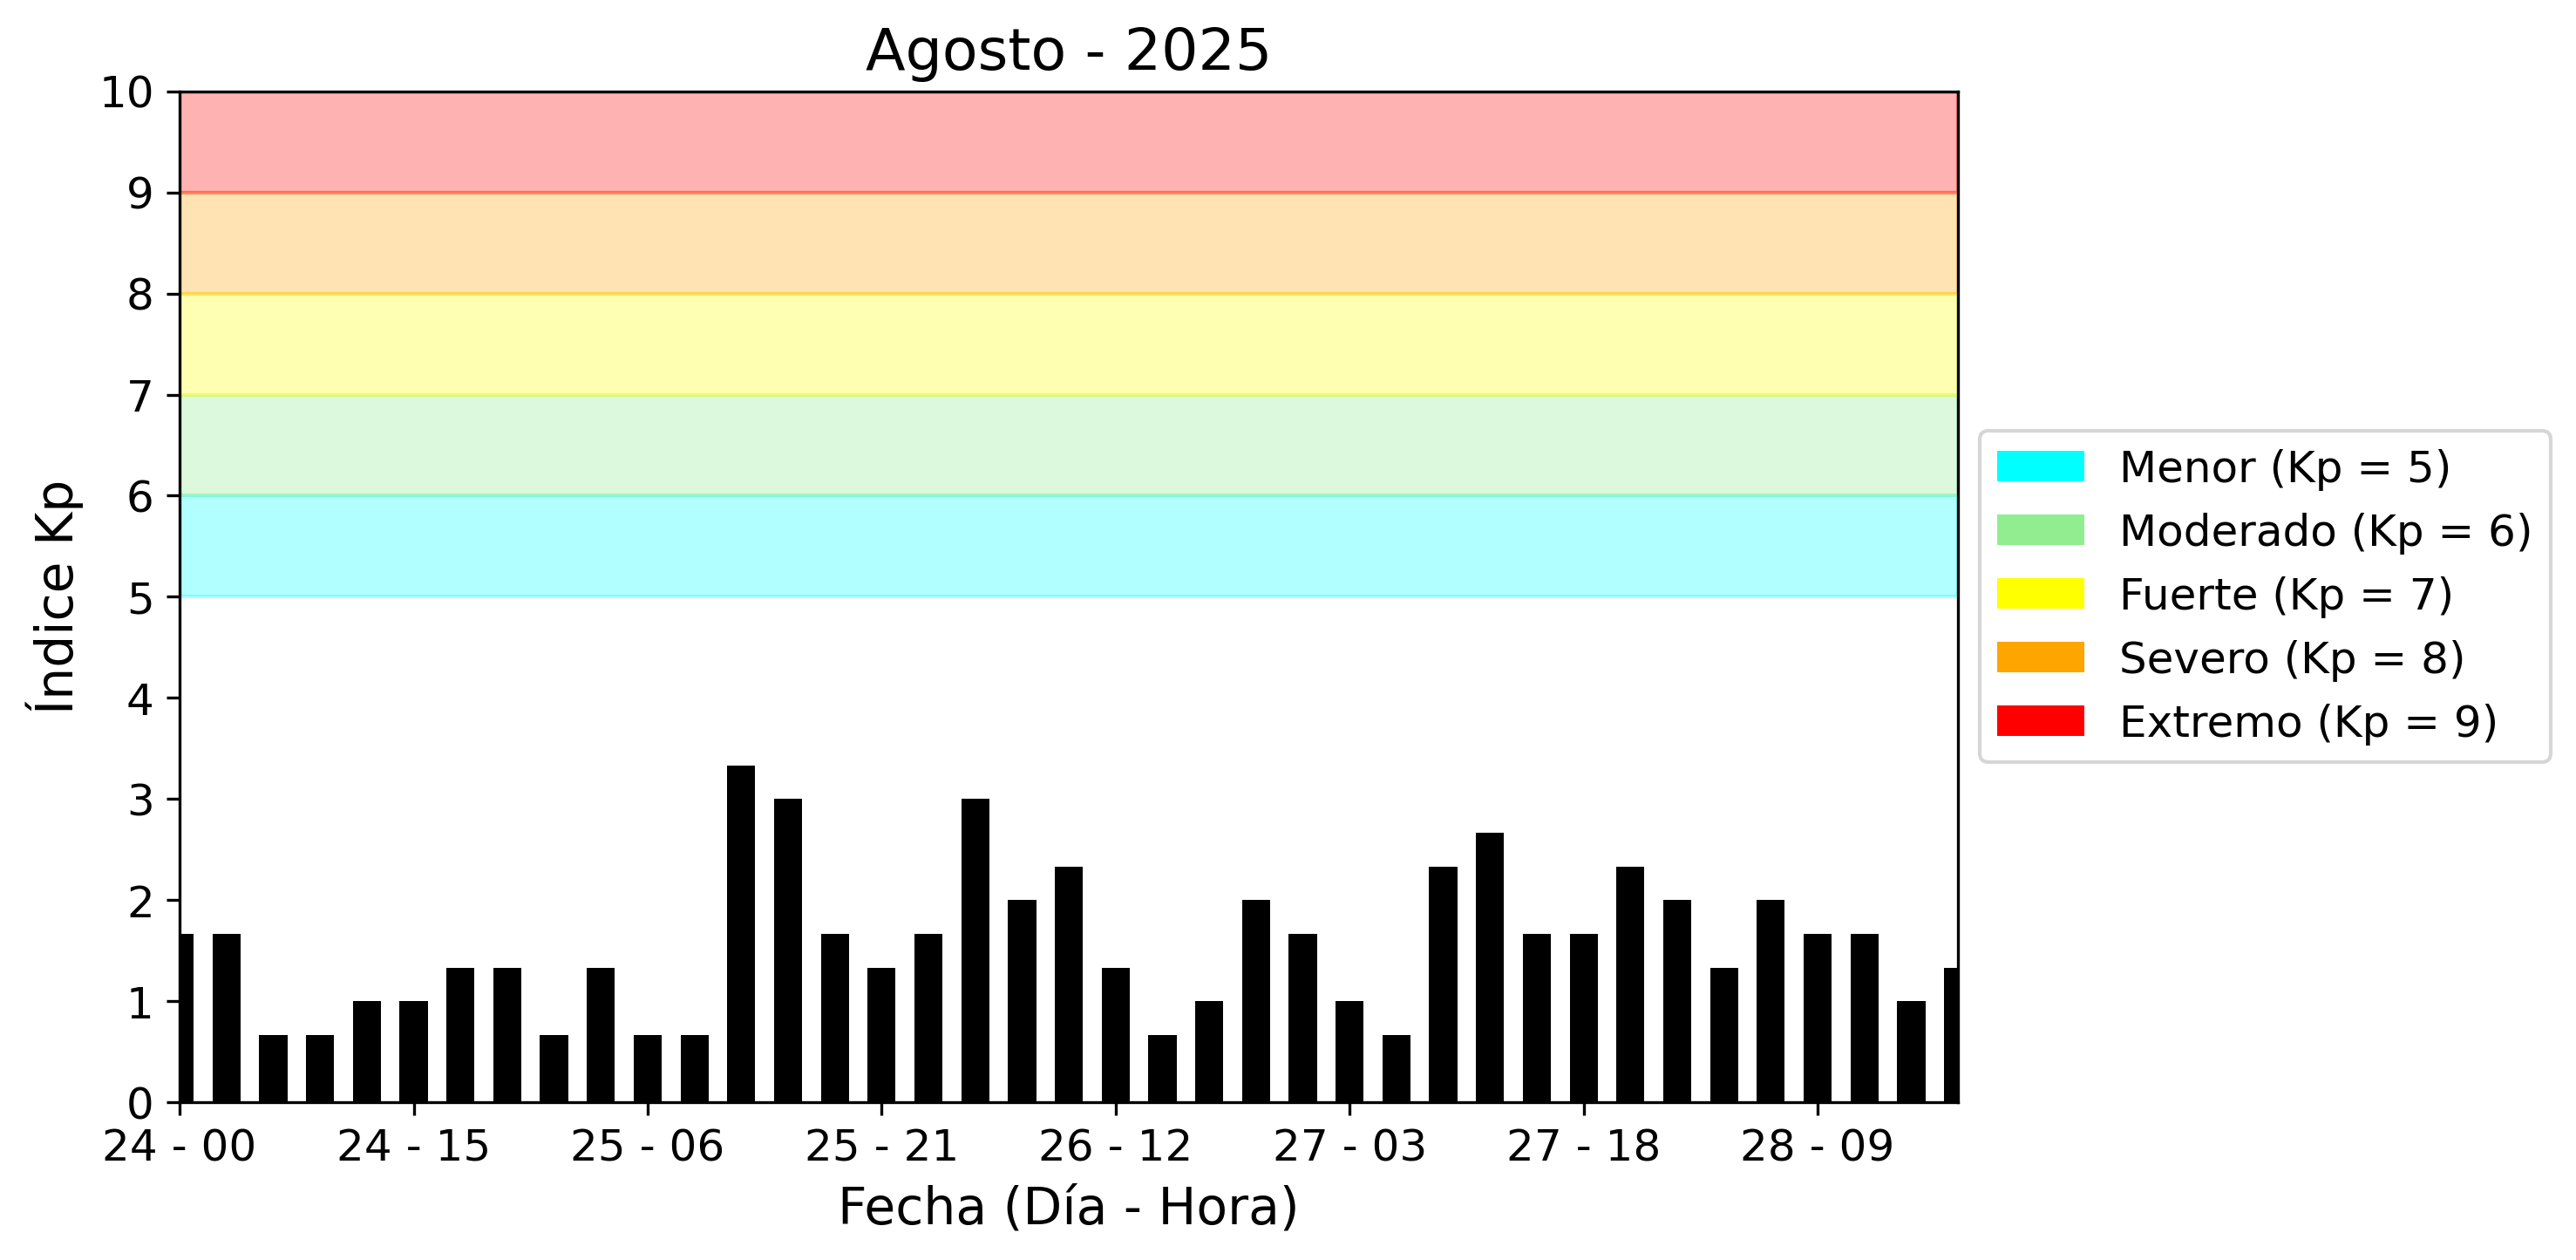 Agosto - 2025
10
9
8
7
6
5
4
3
2
1
0
Índice Kp
24 - 00 24 - 15 25 - 06 25 - 21 26 - 12 27 - 03 27 - 18 28 - 09
Fecha (Día - Hora)
Menor (Kp = 5)
Moderado (Kp = 6)
Fuerte (Kp = 7)
Severo (Kp = 8)
Extremo (Kp = 9)